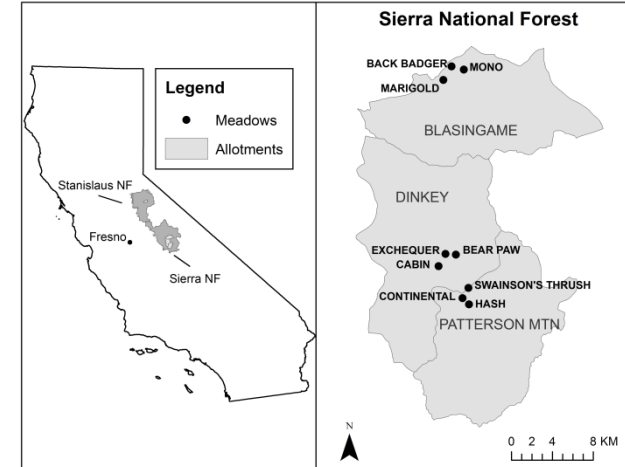 Legend
Meadows
Allotments
Stanislaus NF
Fresno
Sierra NF
Sierra National Forest
BACK BADGER
MONO
MARIGOLD
BLASINGAME
DINKEY
EXCHEQUER
BEAR PAW
CABIN
SWAINSON'S THRUSH
CONTINENTAL
HASH
PATTERSON MTN
N
0 2 4 8 KM